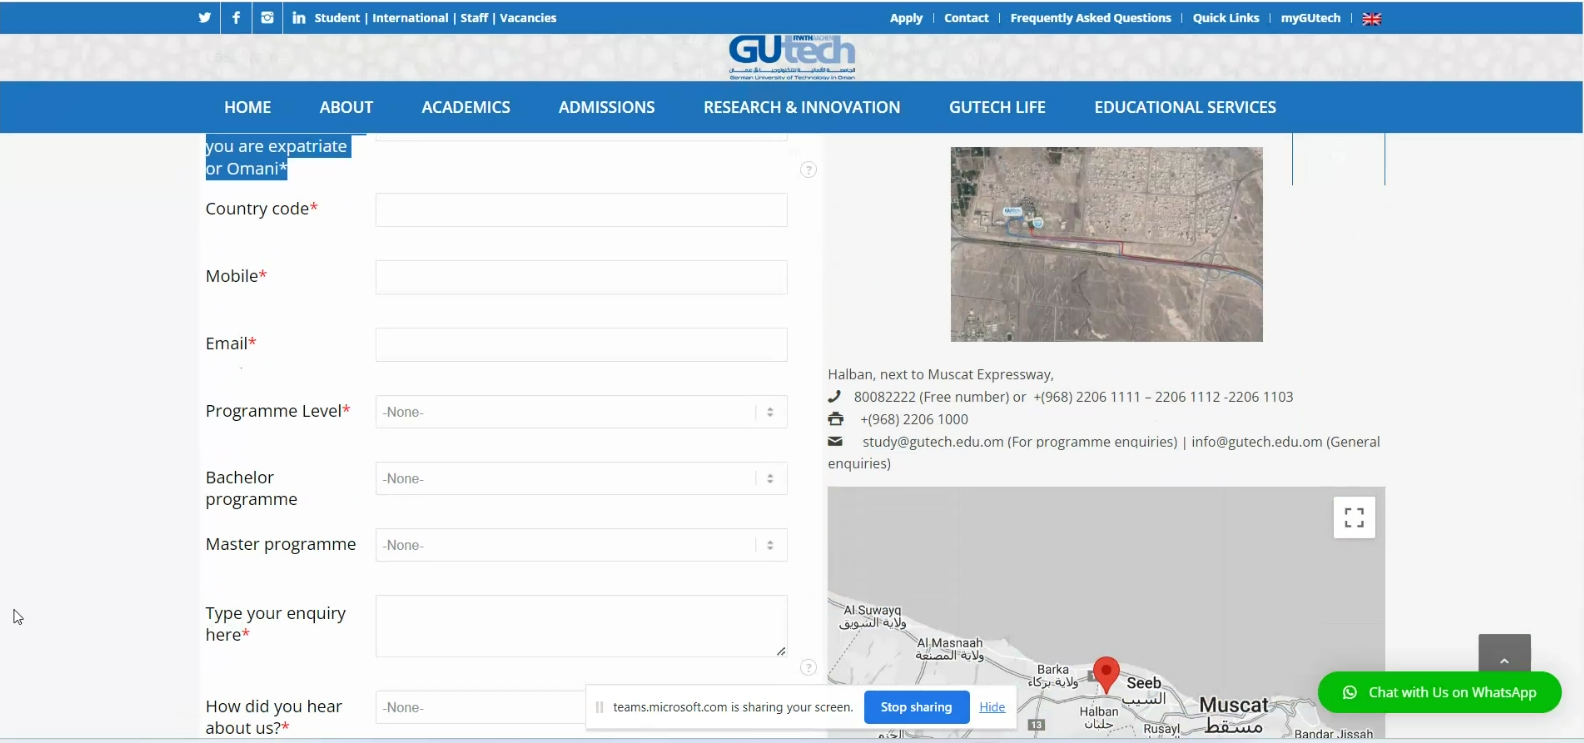 Student | International | Staff | Vacancies
Apply | Contact | Frequently Asked Questions | Quick Links | myGUtech |
GUtech
German University of Technology in Oman
HOME ABOUT ACADEMICS ADMISSIONS RESEARCH & INNOVATION GUTECH LIFE EDUCATIONAL SERVICES
you are expatriate
or Omani*
?
Country code*
Mobile*
Email*
Programme Level* -None-
Bachelor
programme
-None-
Master programme -None-
Type your enquiry
here*
?
How did you hear
about us?*
-None-
Halban, next to Muscat Expressway,
80082222 (Free number) or +(968) 2206 1111 – 2206 1112 -2206 1103
+(968) 2206 1000
study@gutech.edu.om (For programme enquiries) | info@gutech.edu.om (General
enquiries)
Al Suwayq
ولاية السويق
Al Masnaah
ولاية المصنعة
Barka
ولاية بركاء
Seeb
السيب
Halban
حلبان
Muscat
مسقط
13
Rusayl
Bandar Jissah
teams.microsoft.com is sharing your screen. Stop sharing Hide
Chat with Us on WhatsApp